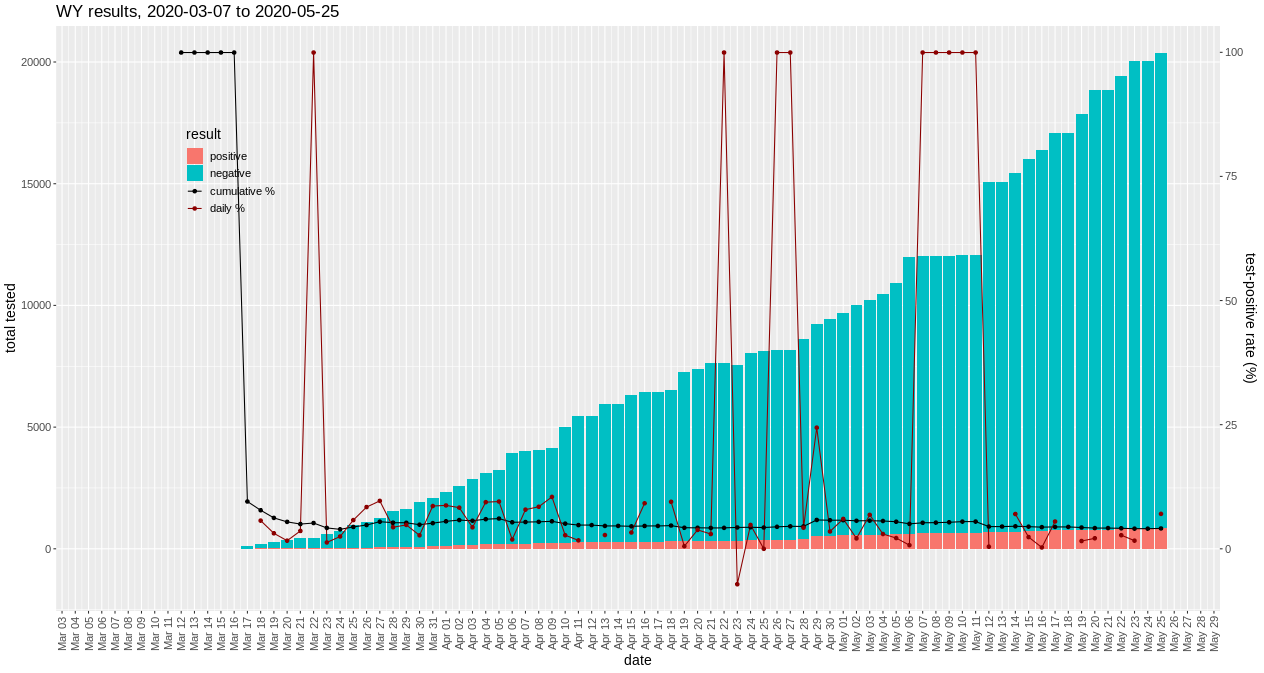 WY results, 2020-03-07 to 2020-05-25
total tested
20000
15000
10000
5000
0
result
positive
negative
cumulative %
daily %
100
75
50
25
0
test-positive rate (%)
Mar 03
Mar 04
Mar 05
Mar 06
Mar 07
Mar 08
Mar 09
Mar 10
Mar 11
Mar 12
Mar 13
Mar 14
Mar 15
Mar 16
Mar 17
Mar 18
Mar 19
Mar 20
Mar 21
Mar 22
Mar 23
Mar 24
Mar 25
Mar 26
Mar 27
Mar 28
Mar 29
Mar 30
Mar 31
Apr 01
Apr 02
Apr 03
Apr 04
Apr 05
Apr 06
Apr 07
Apr 08
Apr 09
Apr 10
Apr 11
Apr 12
Apr 13
Apr 14
Apr 15
Apr 16
Apr 17
Apr 18
Apr 19
Apr 20
Apr 21
Apr 22
Apr 23
Apr 24
Apr 25
Apr 26
Apr 27
Apr 28
Apr 29
Apr 30
May 01
May 02
May 03
May 04
May 05
May 06
May 07
May 08
May 09
May 10
May 11
May 12
May 13
May 14
May 15
May 16
May 17
May 18
May 19
May 20
May 21
May 22
May 23
May 24
May 25
May 26
May 27
May 28
May 29
date